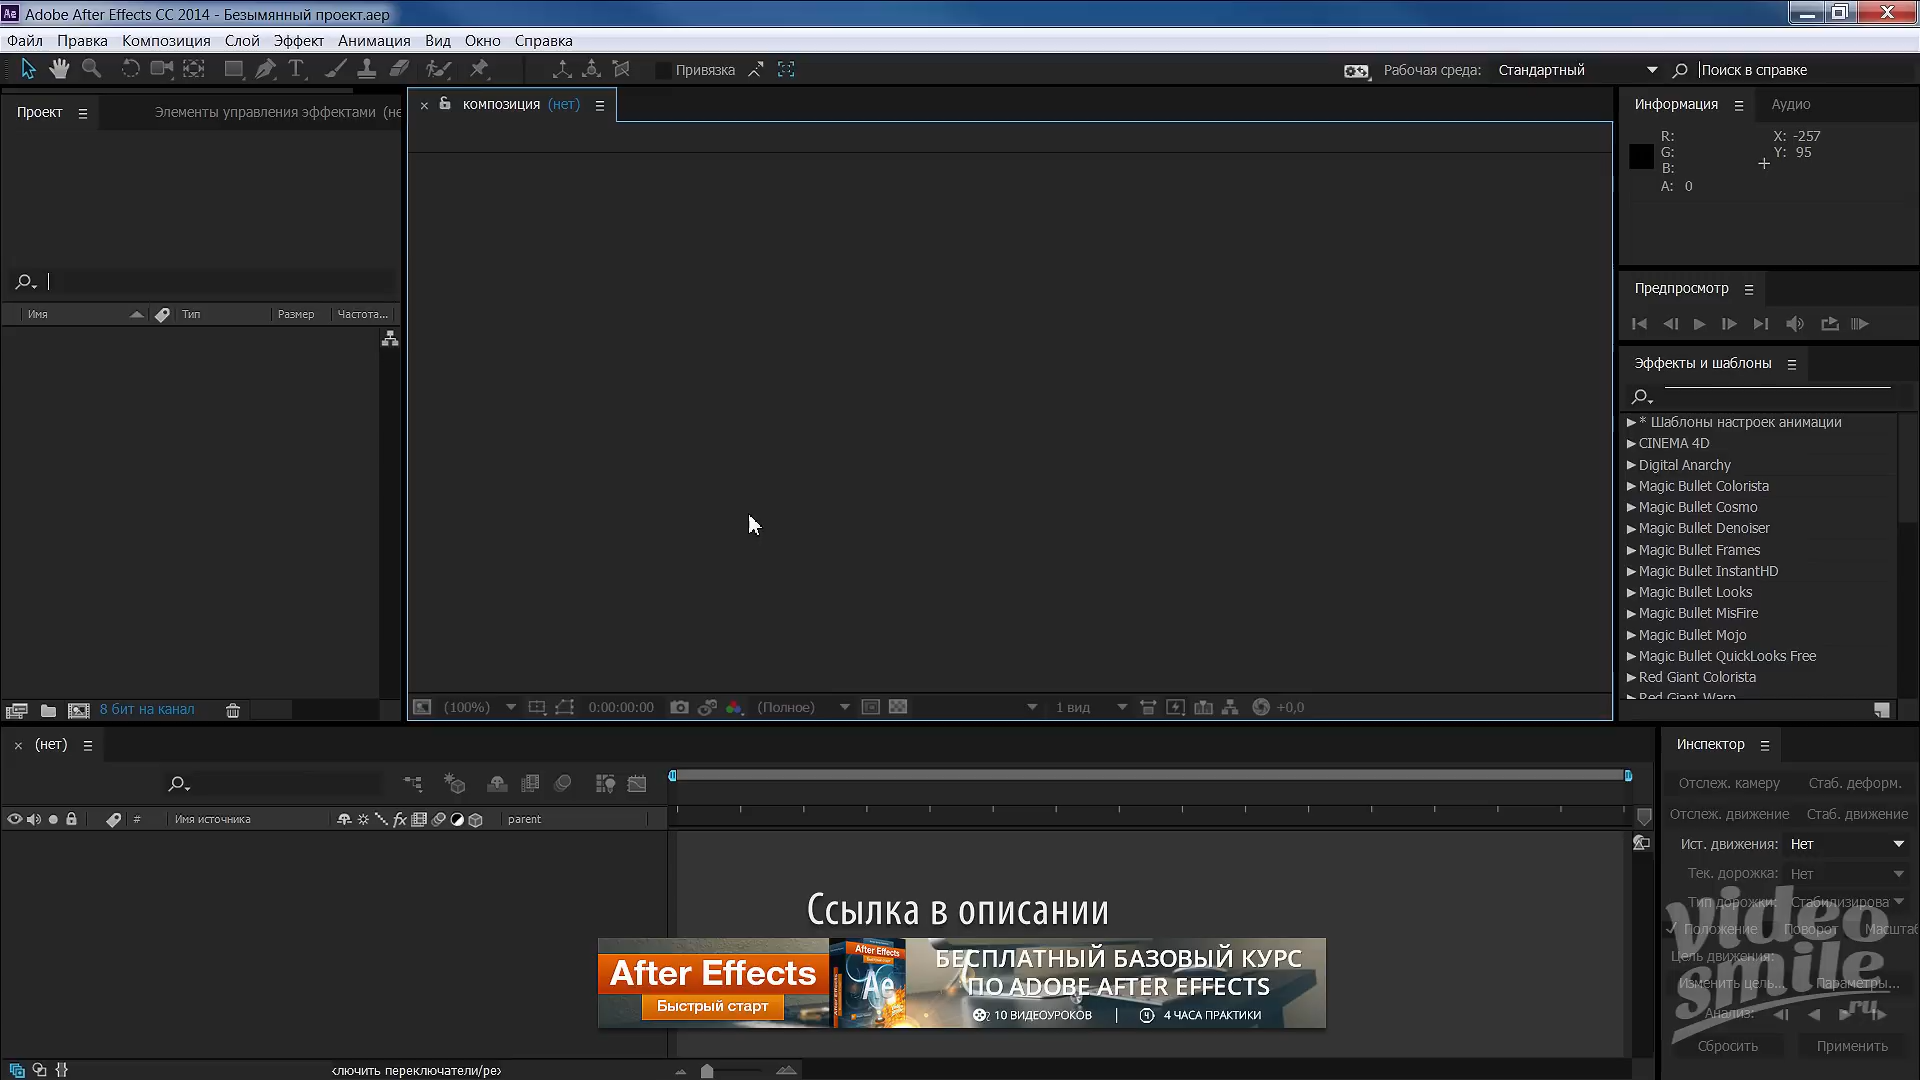 Adobe After Effects CC 2014 - Безымянный проект.aep
Файл Правка Композиция Слой Эффект Анимация Вид Окно Справка
Привязка
Рабочая среда: Стандартный
Поиск в справке
Проект
Элементы управления эффектами (не
композиция (нет)
Информация
Аудио
R:
G:
B:
A: 0
X: -257
Y: 95
Имя Тип Размер Частота...
Предпросмотр
Эффекты и шаблоны
* Шаблоны настроек анимации
CINEMA 4D
Digital Anarchy
Magic Bullet Colorista
Magic Bullet Cosmo
Magic Bullet Denoiser
Magic Bullet Frames
Magic Bullet InstantHD
Magic Bullet Looks
Magic Bullet MisFire
Magic Bullet Mojo
Magic Bullet QuickLooks Free
Red Giant Colorista
Red Giant Warp
8 бит на канал
(100%) 0:00:00:00 (Полное) 1 вид +0,0
(нет)
# Имя источника fx parent
Инспектор
Отслеж. камеру Стаб. деформ.
Отслеж. движение Стаб. движение
Ист. движения: Нет
Тек. дорожка: Нет
Тип дорожки: Стабилизирова
Положение Поворот Масштаб
Цель движения:
Изменить цель... Параметры...
Анализ:
Сбросить Применить
video
smile
.ru
Ссылка в описании
After Effects
Быстрый старт
After Effects
Ae
БЕСПЛАТНЫЙ БАЗОВЫЙ КУРС
ПО ADOBE AFTER EFFECTS
10 ВИДЕОУРОКОВ | 4 ЧАСА ПРАКТИКИ
ключить переключатели/ре